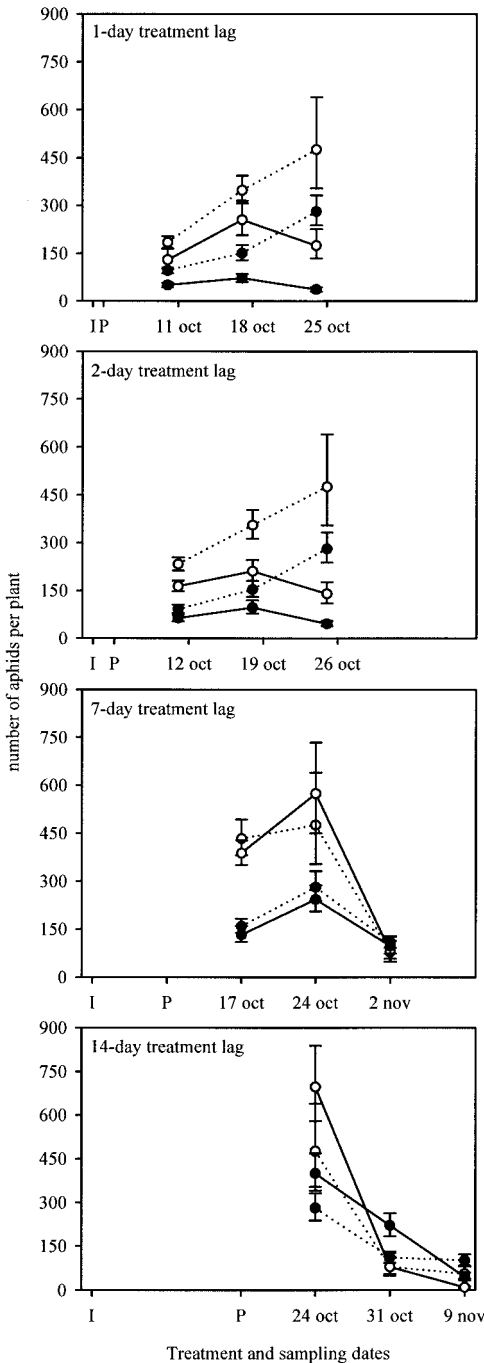 900
1-day treatment lag
750
600
450
300
150
0
I P 11 oct 18 oct 25 oct
900
2-day treatment lag
750
600
450
300
150
0
I P 12 oct 19 oct 26 oct
number of aphids per plant
900
7-day treatment lag
750
600
450
300
150
0
I P 17 oct 24 oct 2 nov
900
14-day treatment lag
750
600
450
300
150
0
I P 24 oct 31 oct 9 nov
Treatment and sampling dates